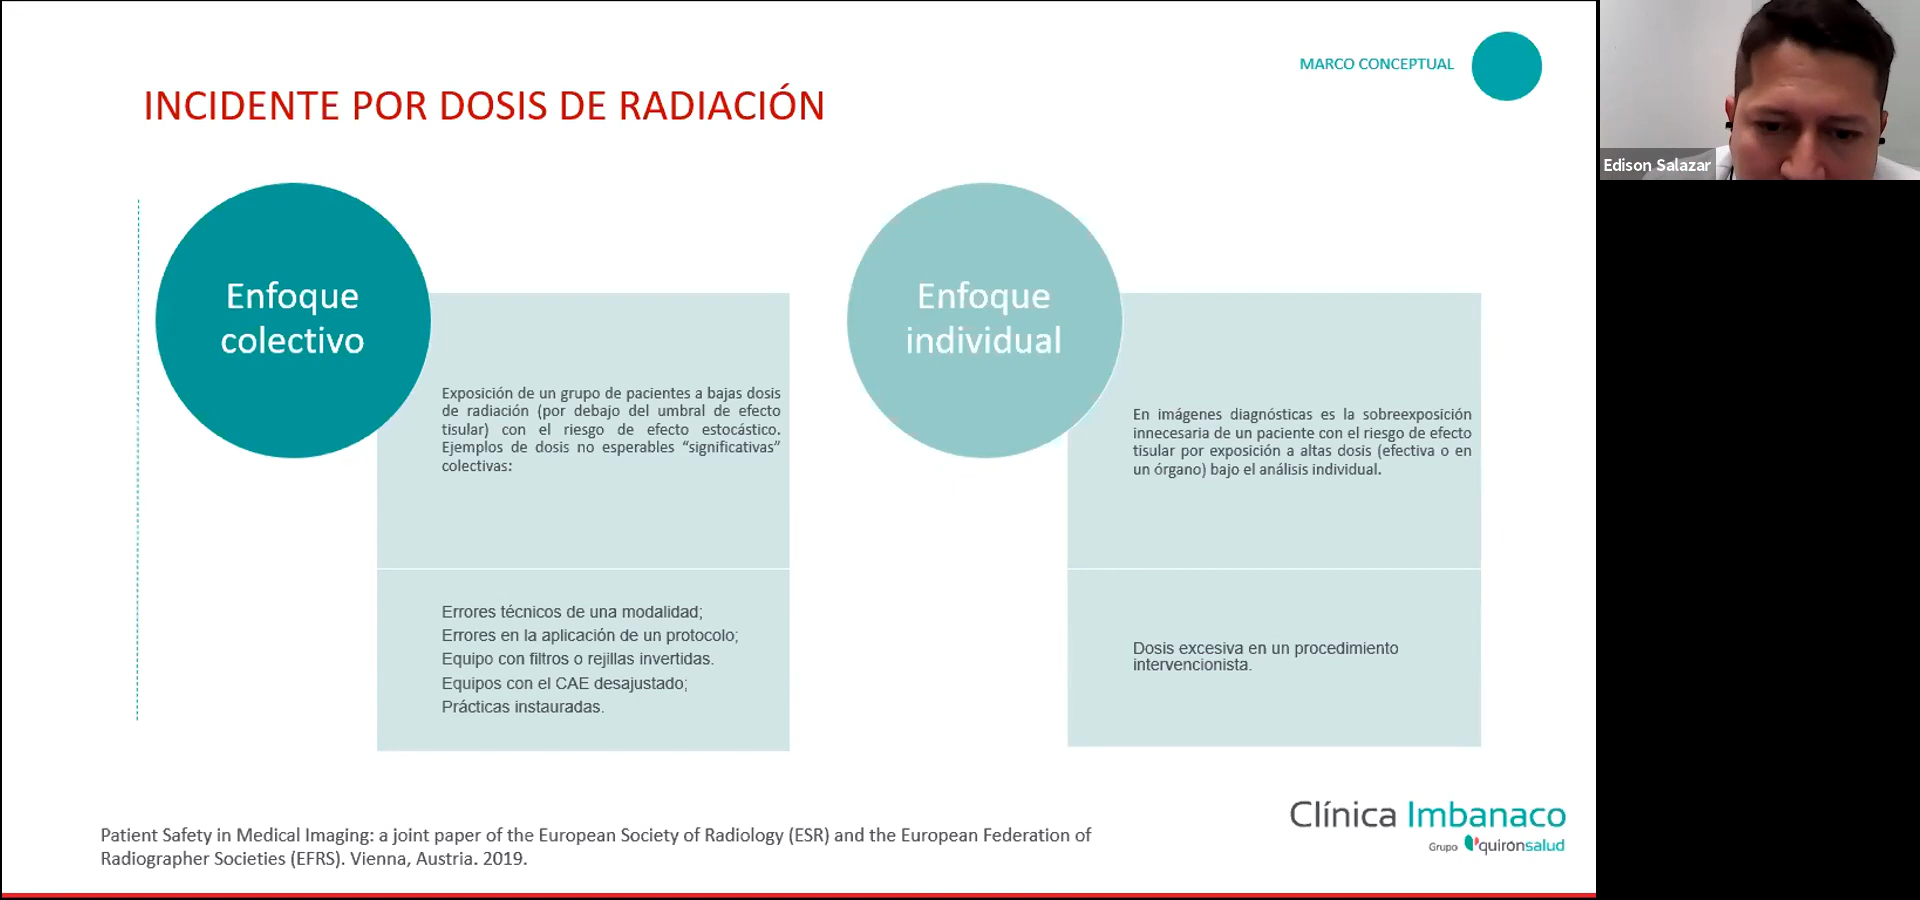 MARCO CONCEPTUAL
INCIDENTE POR DOSIS DE RADIACIÓN
Edison Salazar
Enfoque
colectivo
Exposición de un grupo de pacientes a bajas dosis
de radiación (por debajo del umbral de efecto
tisular) con el riesgo de efecto estocástico.
Ejemplos de dosis no esperables “significativas”
colectivas:
Errores técnicos de una modalidad;
Errores en la aplicación de un protocolo;
Equipo con filtros o rejillas invertidas.
Equipos con el CAE desajustado;
Prácticas instauradas.
Enfoque
individual
En imágenes diagnósticas es la sobreexposición
innecesaria de un paciente con el riesgo de efecto
tisular por exposición a altas dosis (efectiva o en
un órgano) bajo el análisis individual.
Dosis excesiva en un procedimiento
intervencionista.
Patient Safety in Medical Imaging: a joint paper of the European Society of Radiology (ESR) and the European Federation of
Radiographer Societies (EFRS). Vienna, Austria. 2019.
Clínica Imbanaco
Grupo quirónsalud